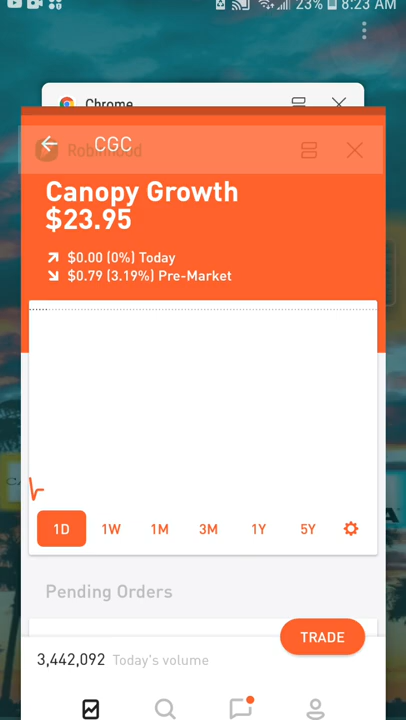 23% 8:23 AM
Chrome
CGC
Robinhood
Canopy Growth
$23.95
$0.00 (0%) Today
$0.79 (3.19%) Pre-Market
1D 1W 1M 3M 1Y 5Y
Pending Orders
TRADE
3,442,092 Today's volume